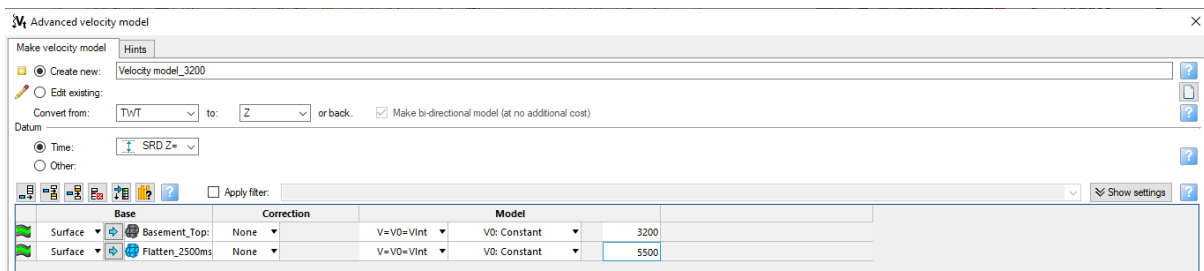 Advanced velocity model
Make velocity model Hints
Create new: Velocity model_3200
Edit existing:
Convert from: TWT to: Z or back. Make bi-directional model (at no additional cost)
Datum
Time: SRD Z=
Other:
Apply filter: Show settings
Base Correction Model
Surface Basement_Top: None V=V0=VInt V0: Constant 3200
Surface Flatten_2500ms None V=V0=VInt V0: Constant 5500